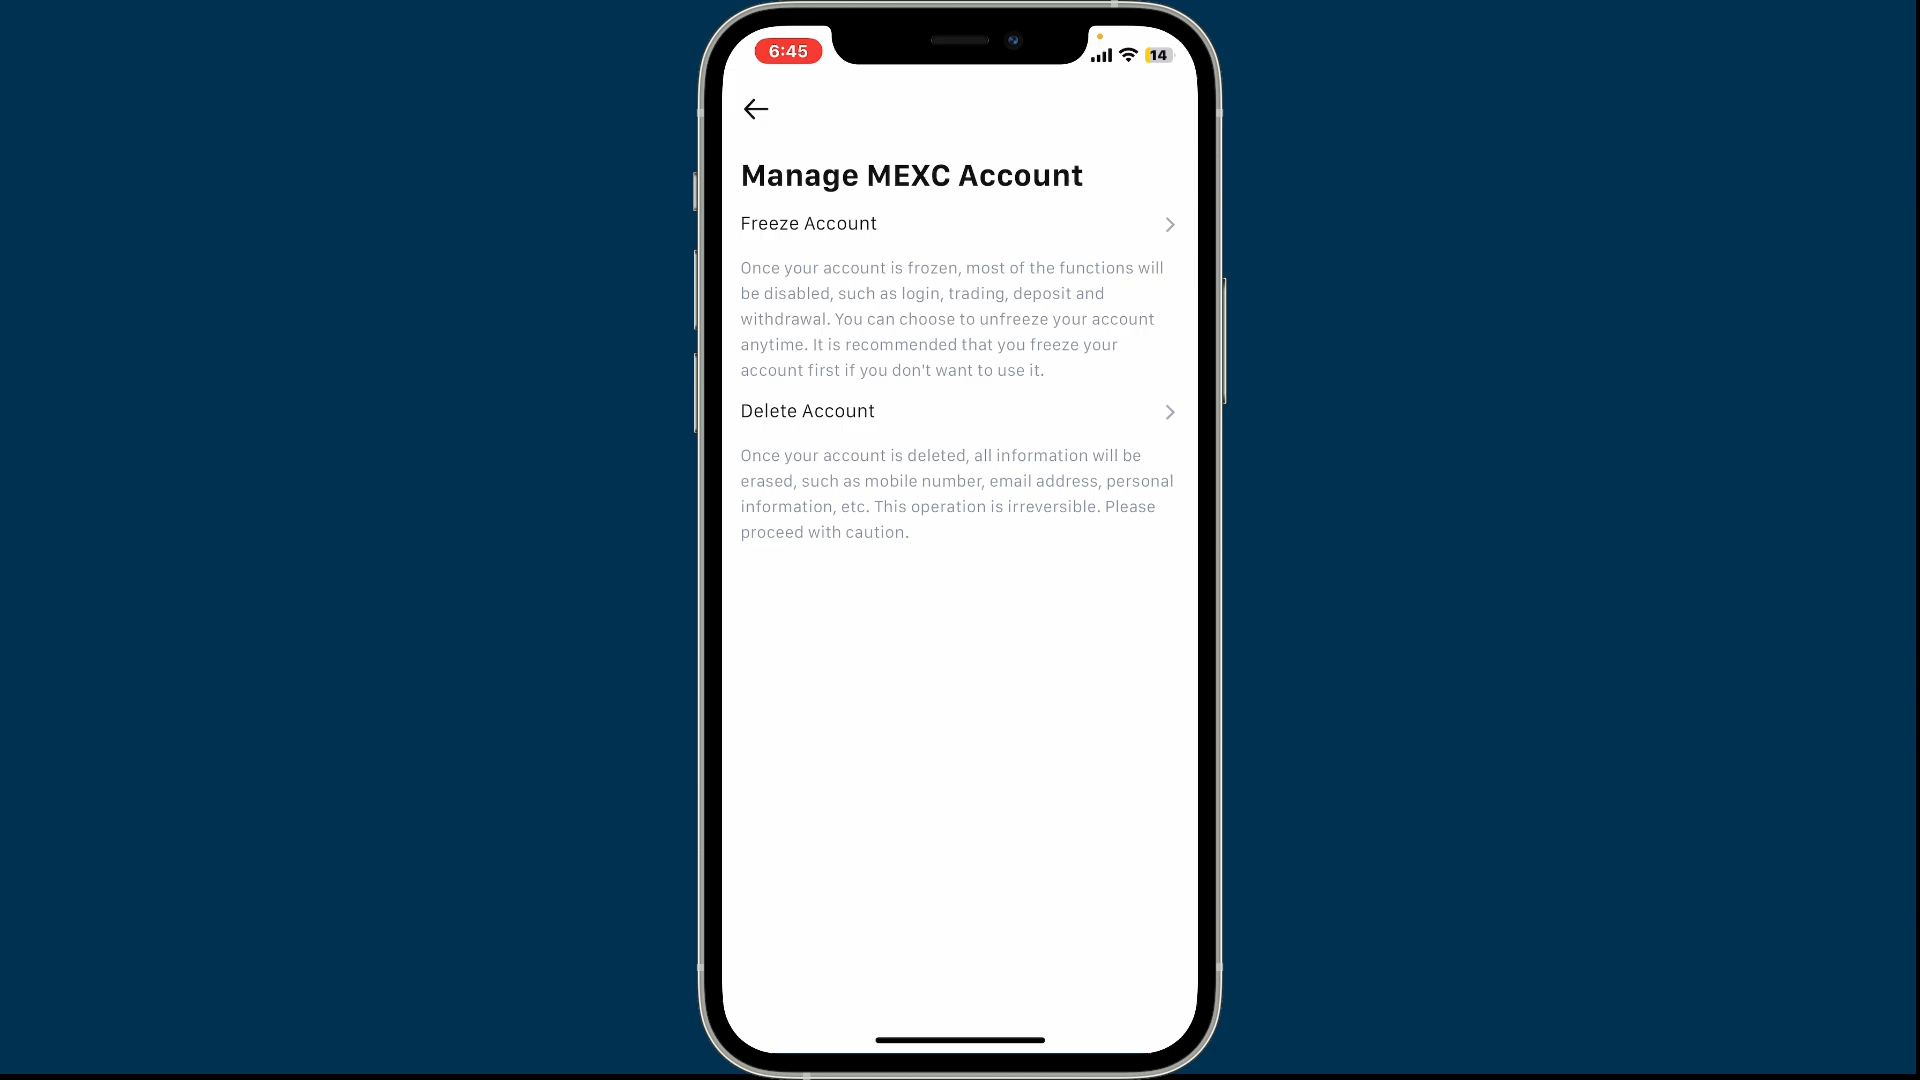 6:45
14
Manage MEXC Account
Freeze Account
Once your account is frozen, most of the functions will
be disabled, such as login, trading, deposit and
withdrawal. You can choose to unfreeze your account
anytime. It is recommended that you freeze your
account first if you don't want to use it.
Delete Account
Once your account is deleted, all information will be
erased, such as mobile number, email address, personal
information, etc. This operation is irreversible. Please
proceed with caution.